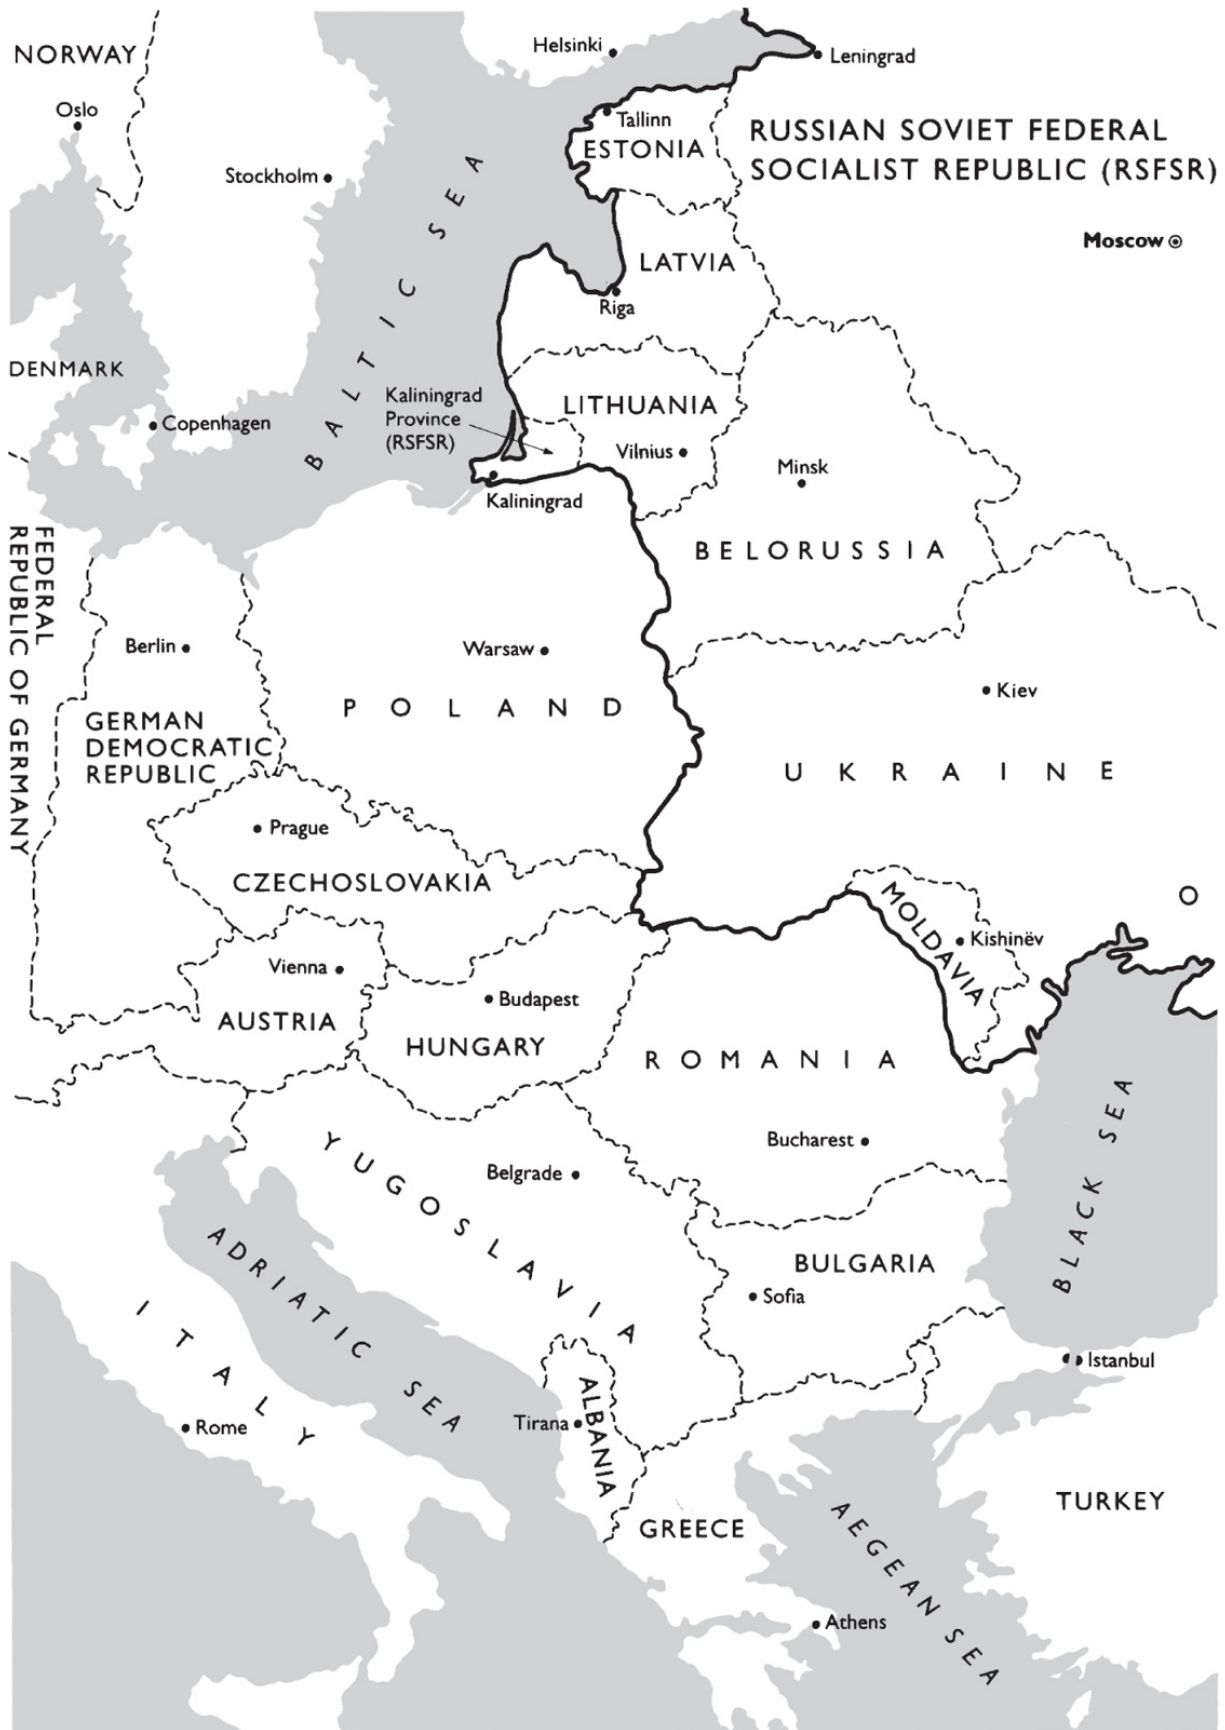 NORWAY
Oslo
Stockholm
Helsinki
Leningrad
Tallinn
ESTONIA
RUSSIAN SOVIET FEDERAL
SOCIALIST REPUBLIC (RSFSR)
Moscow
BALTIC SEA
LATVIA
Riga
DENMARK
Copenhagen
Kaliningrad
Province
(RSFSR)
LITHUANIA
Vilnius
Kaliningrad
Minsk
BELORUSSIA
FEDERAL
REPUBLIC OF GERMANY
Berlin
Warsaw
POLAND
Kiev
GERMAN
DEMOCRATIC
REPUBLIC
UKRAINE
Prague
CZECHOSLOVAKIA
MOLDAVIA
Kishinëv
Vienna
AUSTRIA
Budapest
HUNGARY
ROMANIA
Bucharest
YUGOSLAVIA
Belgrade
BLACK SEA
ADRIATIC SEA
BULGARIA
Sofia
ITALY
Rome
Istanbul
ALBANIA
Tirana
TURKEY
GREECE
AEGEAN SEA
Athens